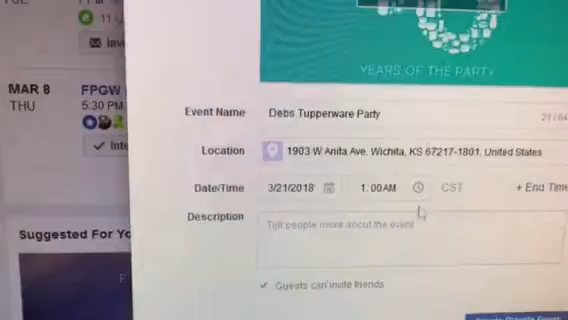 MAR 8
THU
FPGW
5:30 PM
Suggested For Yo
YEARS OF THE PARTY
Event Name Debs Tupperware Party 21/64
Location 1903 W Anita Ave, Wichita, KS 67217-1801, United States
Date/Time 3/21/2018 1:00AM CST + End Time
Description Tell people more about the event
Guests can invite friends